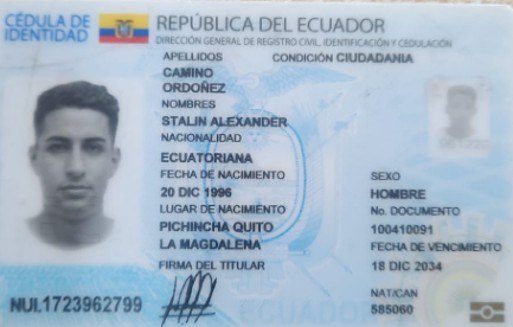 CÉDULA DE IDENTIDAD
REPÚBLICA DEL ECUADOR
DIRECCIÓN GENERAL DE REGISTRO CIVIL, IDENTIFICACIÓN Y CEDULACIÓN
APELLIDOS
CONDICIÓN CIUDADANIA
CAMINO
ORDOÑEZ
NOMBRES
STALIN ALEXANDER
NACIONALIDAD
ECUATORIANA
FECHA DE NACIMIENTO
20 DIC 1996
LUGAR DE NACIMIENTO
PICHINCHA QUITO
LA MAGDALENA
FIRMA DEL TITULAR
SEXO
HOMBRE
No. DOCUMENTO
100410091
FECHA DE VENCIMIENTO
18 DIC 2034
NAT/CAN
585060
NUI.1723962799
ECUADOR